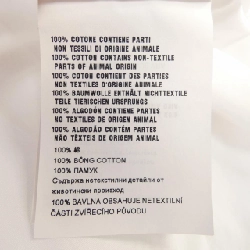 100% COTONE CONTIENE PARTI
NON TESSILI DI ORIGINE ANIMALE
100% COTTON CONTAINS NON-TEXTILE
PARTS OF ANIMAL ORIGIN
100% COTON CONTIENT DES PARTIES
NON TEXTILES D'ORIGINE ANIMALE
100% BAUMWOLLE ENTHÄLT NICHTTEXTILE
TEILE TIERISCHEN URSPRUNGS
100% ALGODÓN CONTIENE PARTES
NO TEXTILES DE ORIGEN ANIMAL
100% ALGODÃO CONTÉM PARTES
NÃO TÊXTEIS DE ORIGEM ANIMAL
100% 棉
100% BÔNG COTTON
100% ПАМУК
Съдържа нетекстилни детайли от
животински произход
100% BAVLNA OBSAHUJE NETEXTILNÍ
ČÁSTI ZVÍŘECÍHO PŮVODU